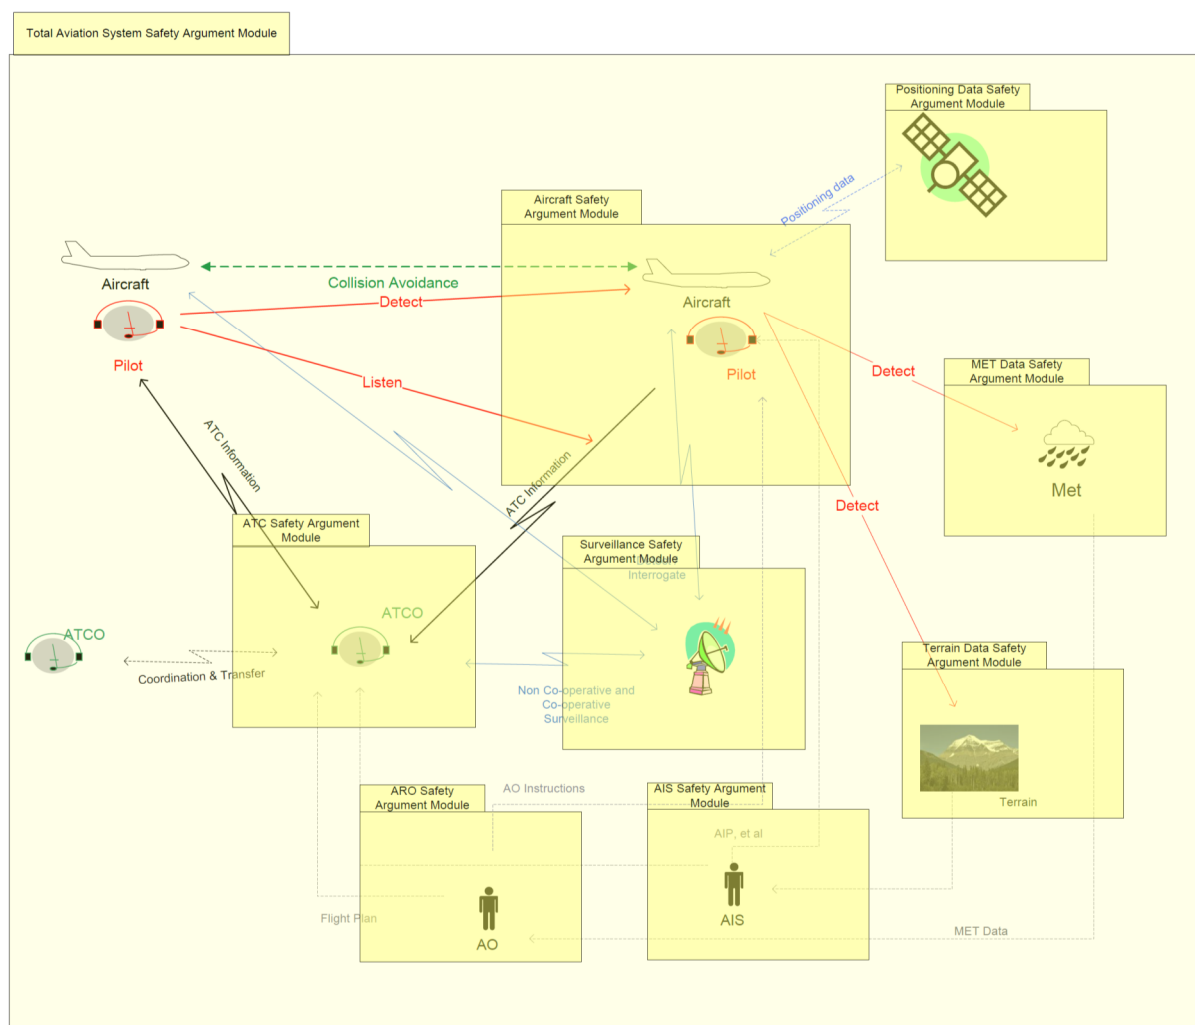 Total Aviation System Safety Argument Module
Positioning Data Safety
Argument Module
Positioning data
Aircraft Safety
Argument Module
Aircraft
Collision Avoidance
Detect
Aircraft
Pilot
Listen
Pilot
Detect
MET Data Safety
Argument Module
Met
ATC Information
ATC Information
Detect
ATC Safety Argument
Module
Surveillance Safety
Argument Module
Interrogate
ATCO
ATCO
Coordination & Transfer
Non Co-operative and
Co-operative
Surveillance
Terrain Data Safety
Argument Module
Terrain
ARO Safety
Argument Module
AO Instructions
AIS Safety Argument
Module
AIP, et al
Flight Plan
AO
AIS
MET Data